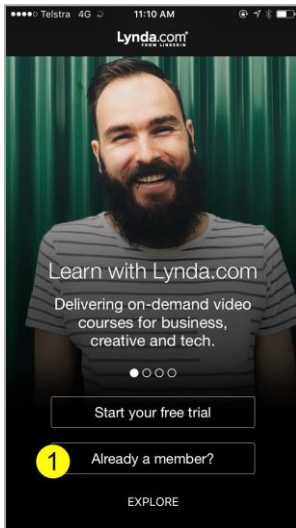 Telstra 4G 11:10 AM
Lynda.com
FROM LINKEDIN
Learn with Lynda.com
Delivering on-demand video
courses for business,
creative and tech.
Start your free trial
1 Already a member?
EXPLORE